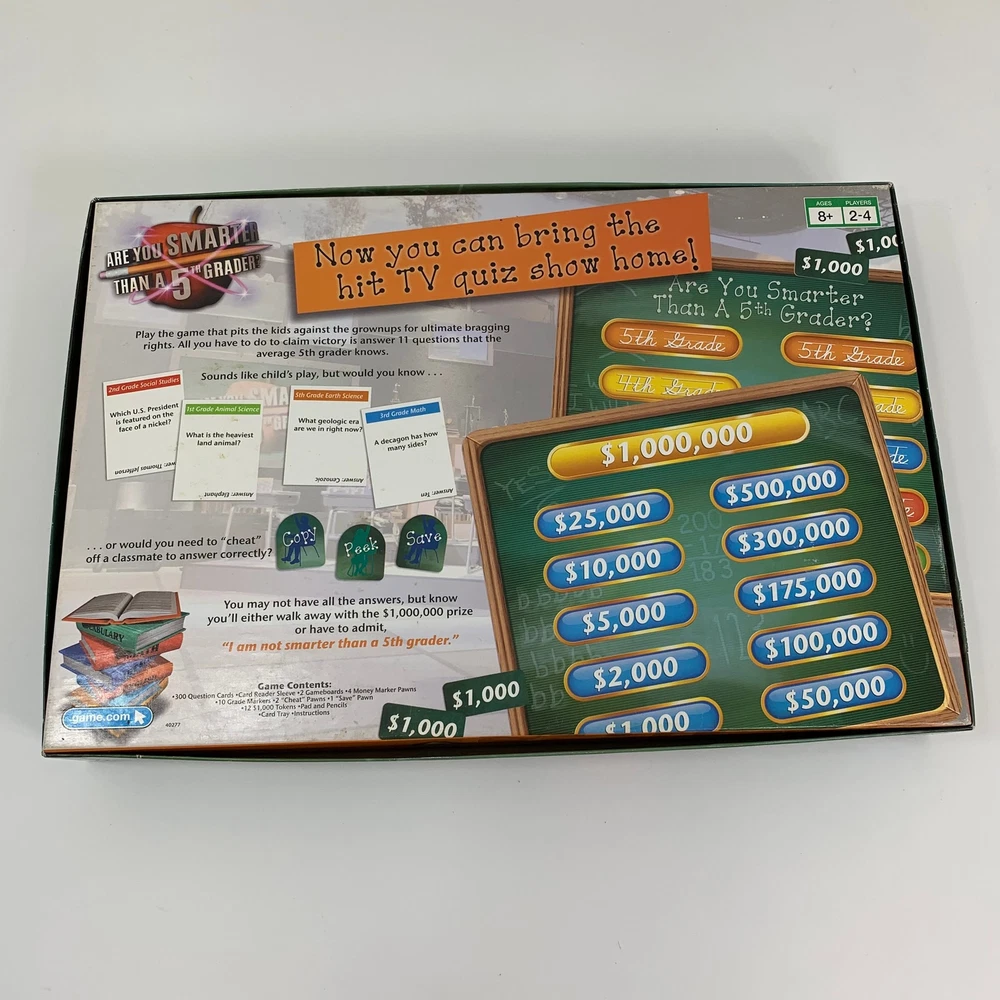 ARE YOU SMARTER
THAN A 5TH GRADER?
Now you can bring the
hit TV quiz show home!
AGES
8+
PLAYERS
2-4
Play the game that pits the kids against the grownups for ultimate bragging
rights. All you have to do to claim victory is answer 11 questions that the
average 5th grader knows.
Sounds like child's play, but would you know . . .
2nd Grade Social Studies
Which U.S. President
is featured on the
face of a nickel?
Answer: Thomas Jefferson
1st Grade Animal Science
What is the heaviest
land animal?
Answer: Elephant
5th Grade Earth Science
What geologic era
are we in right now?
Answer: Cenozoic
3rd Grade Math
A decagon has how
many sides?
Answer: Ten
. . . or would you need to "cheat"
off a classmate to answer correctly?
Copy
Peek
Save
You may not have all the answers, but know
you'll either walk away with the $1,000,000 prize
or have to admit,
"I am not smarter than a 5th grader."
Game Contents:
•300 Question Cards •Card Reader Sleeve •2 Gameboards •4 Money Marker Pawns
•10 Grade Markers •2 "Cheat" Pawns •1 "Save" Pawn
•12 $1,000 Tokens •Pad and Pencils
•Card Tray •Instructions
game.com
40277
$1,000
$1,000
$1,000
Are You Smarter
Than A 5th Grader?
5th Grade
5th Grade
4th Grade
$1,000,000
$25,000
$500,000
$10,000
$300,000
$5,000
$175,000
$2,000
$100,000
$1,000
$50,000